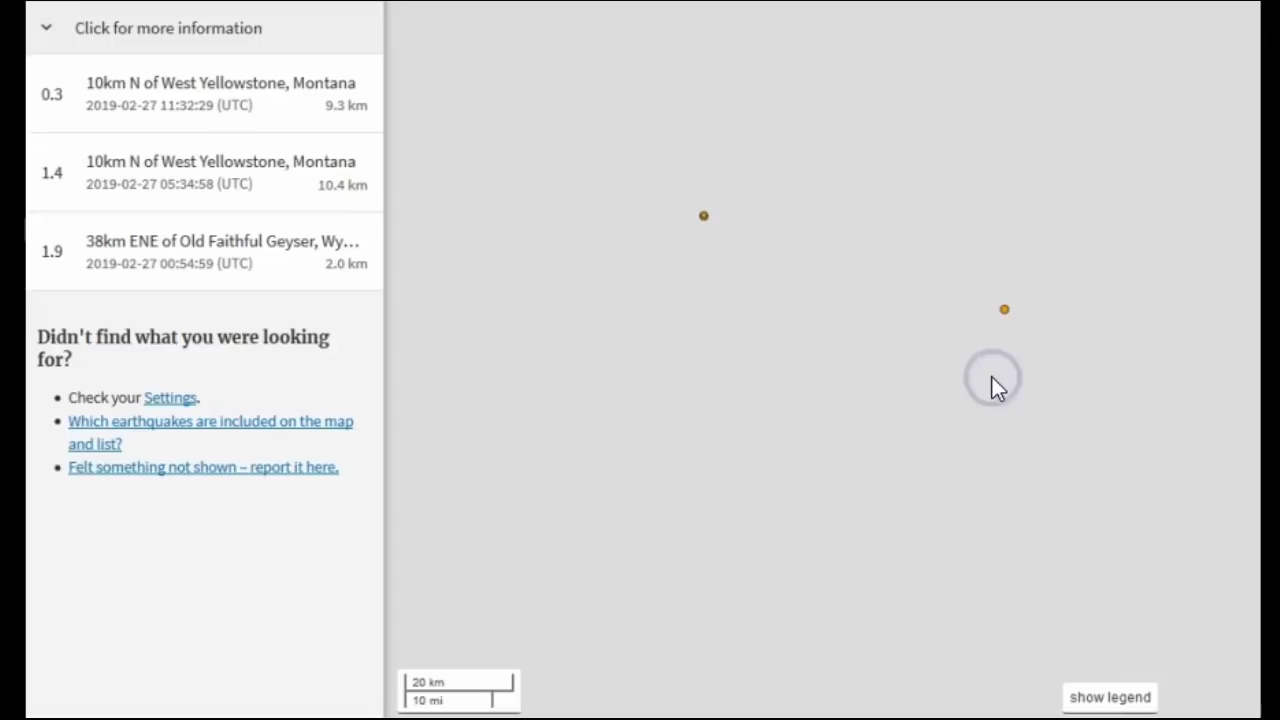 Click for more information
0.3
10km N of West Yellowstone, Montana
2019-02-27 11:32:29 (UTC) 9.3 km
1.4
10km N of West Yellowstone, Montana
2019-02-27 05:34:58 (UTC) 10.4 km
1.9
38km ENE of Old Faithful Geyser, Wy...
2019-02-27 00:54:59 (UTC) 2.0 km
Didn't find what you were looking
for?
• Check your Settings.
• Which earthquakes are included on the map
and list?
• Felt something not shown – report it here.
20 km
10 mi
show legend